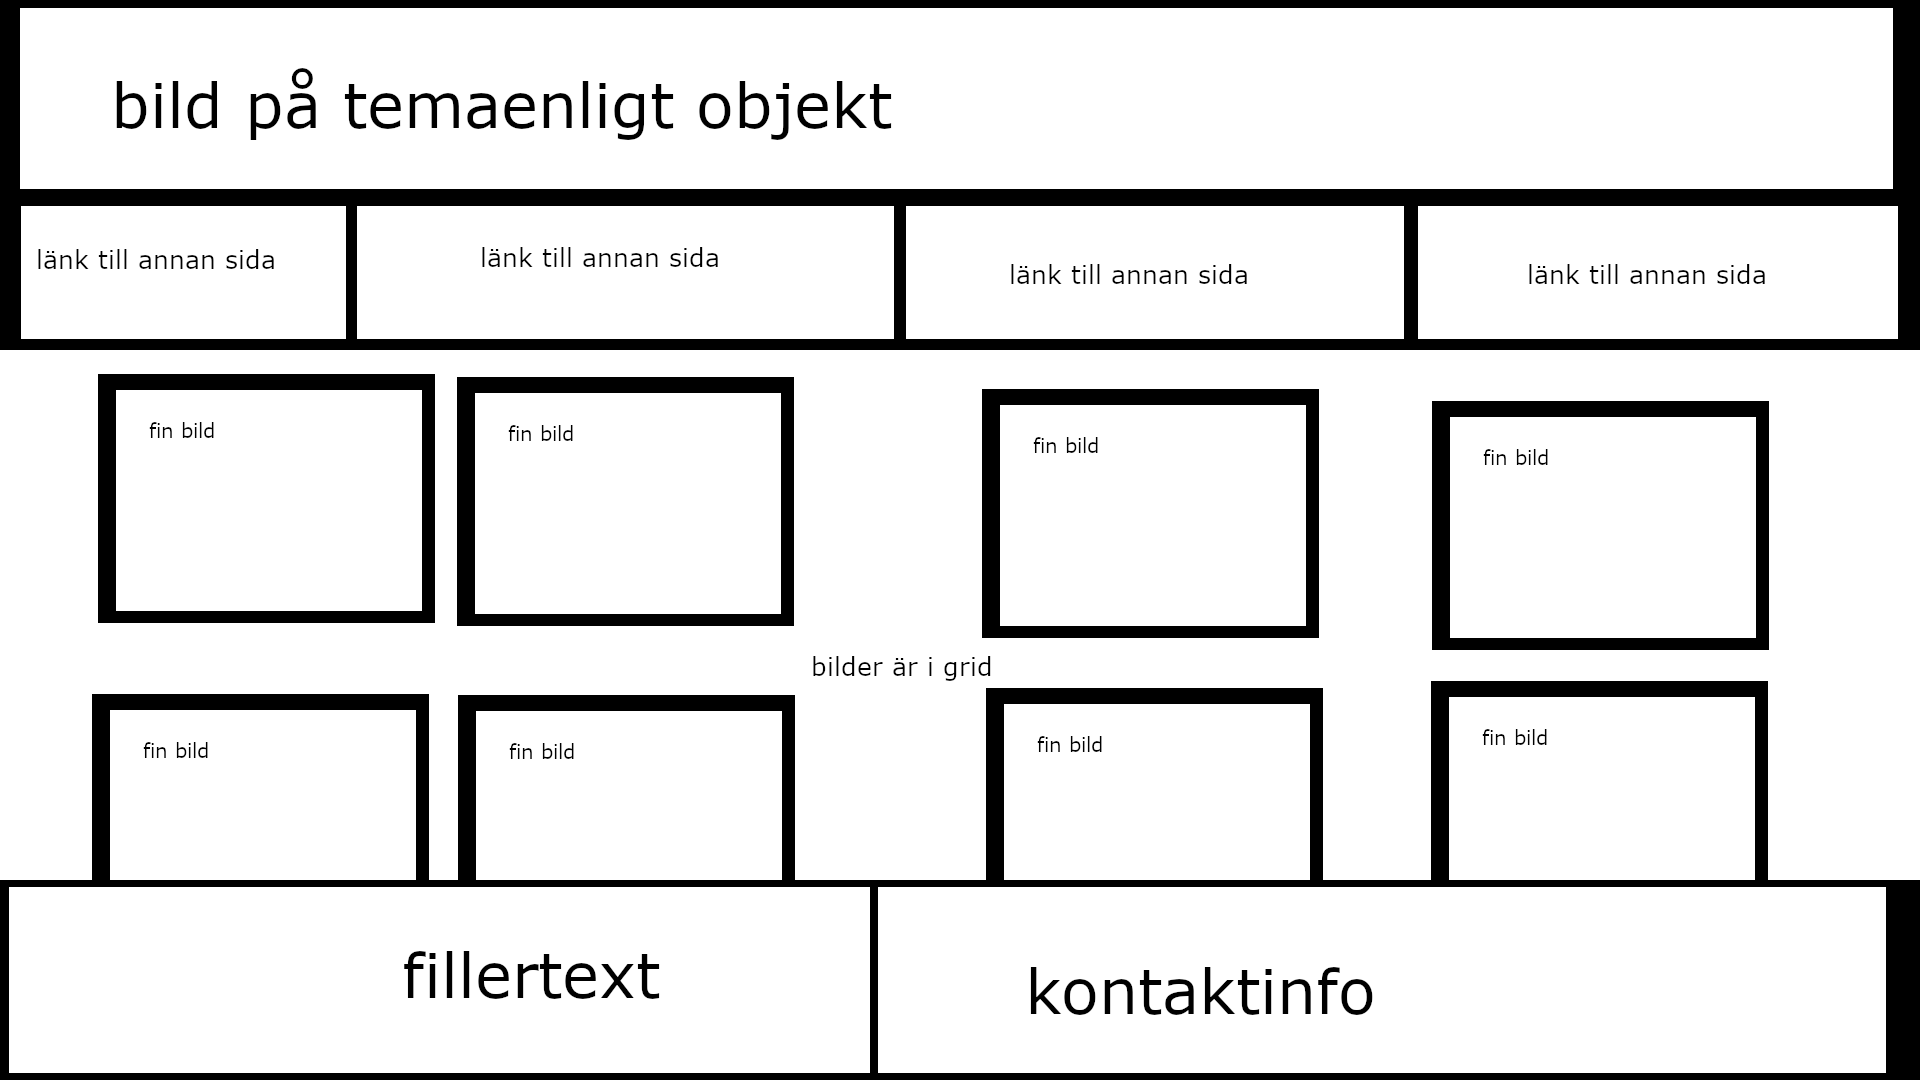 bild på temaenligt objekt
länk till annan sida
länk till annan sida
länk till annan sida
länk till annan sida
fin bild
fin bild
fin bild
fin bild
bilder är i grid
fin bild
fin bild
fin bild
fin bild
fillertext
kontaktinfo